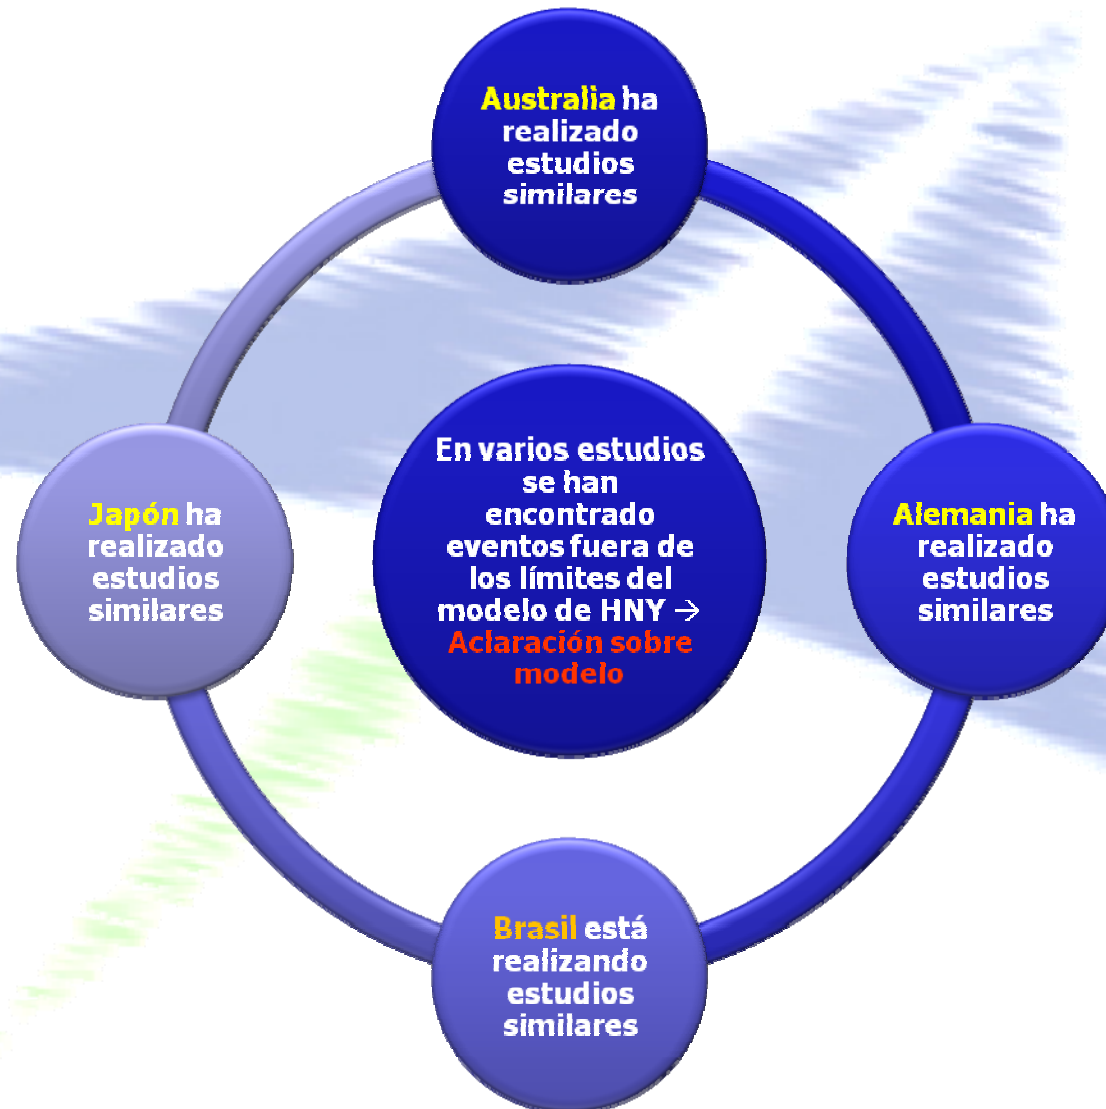 Australia ha
realizado
estudios
similares
En varios estudios
se han
encontrado
eventos fuera de
los límites del
modelo de HNY →
Aclaración sobre
modelo
Japón ha
realizado
estudios
similares
Alemania ha
realizado
estudios
similares
Brasil está
realizando
estudios
similares